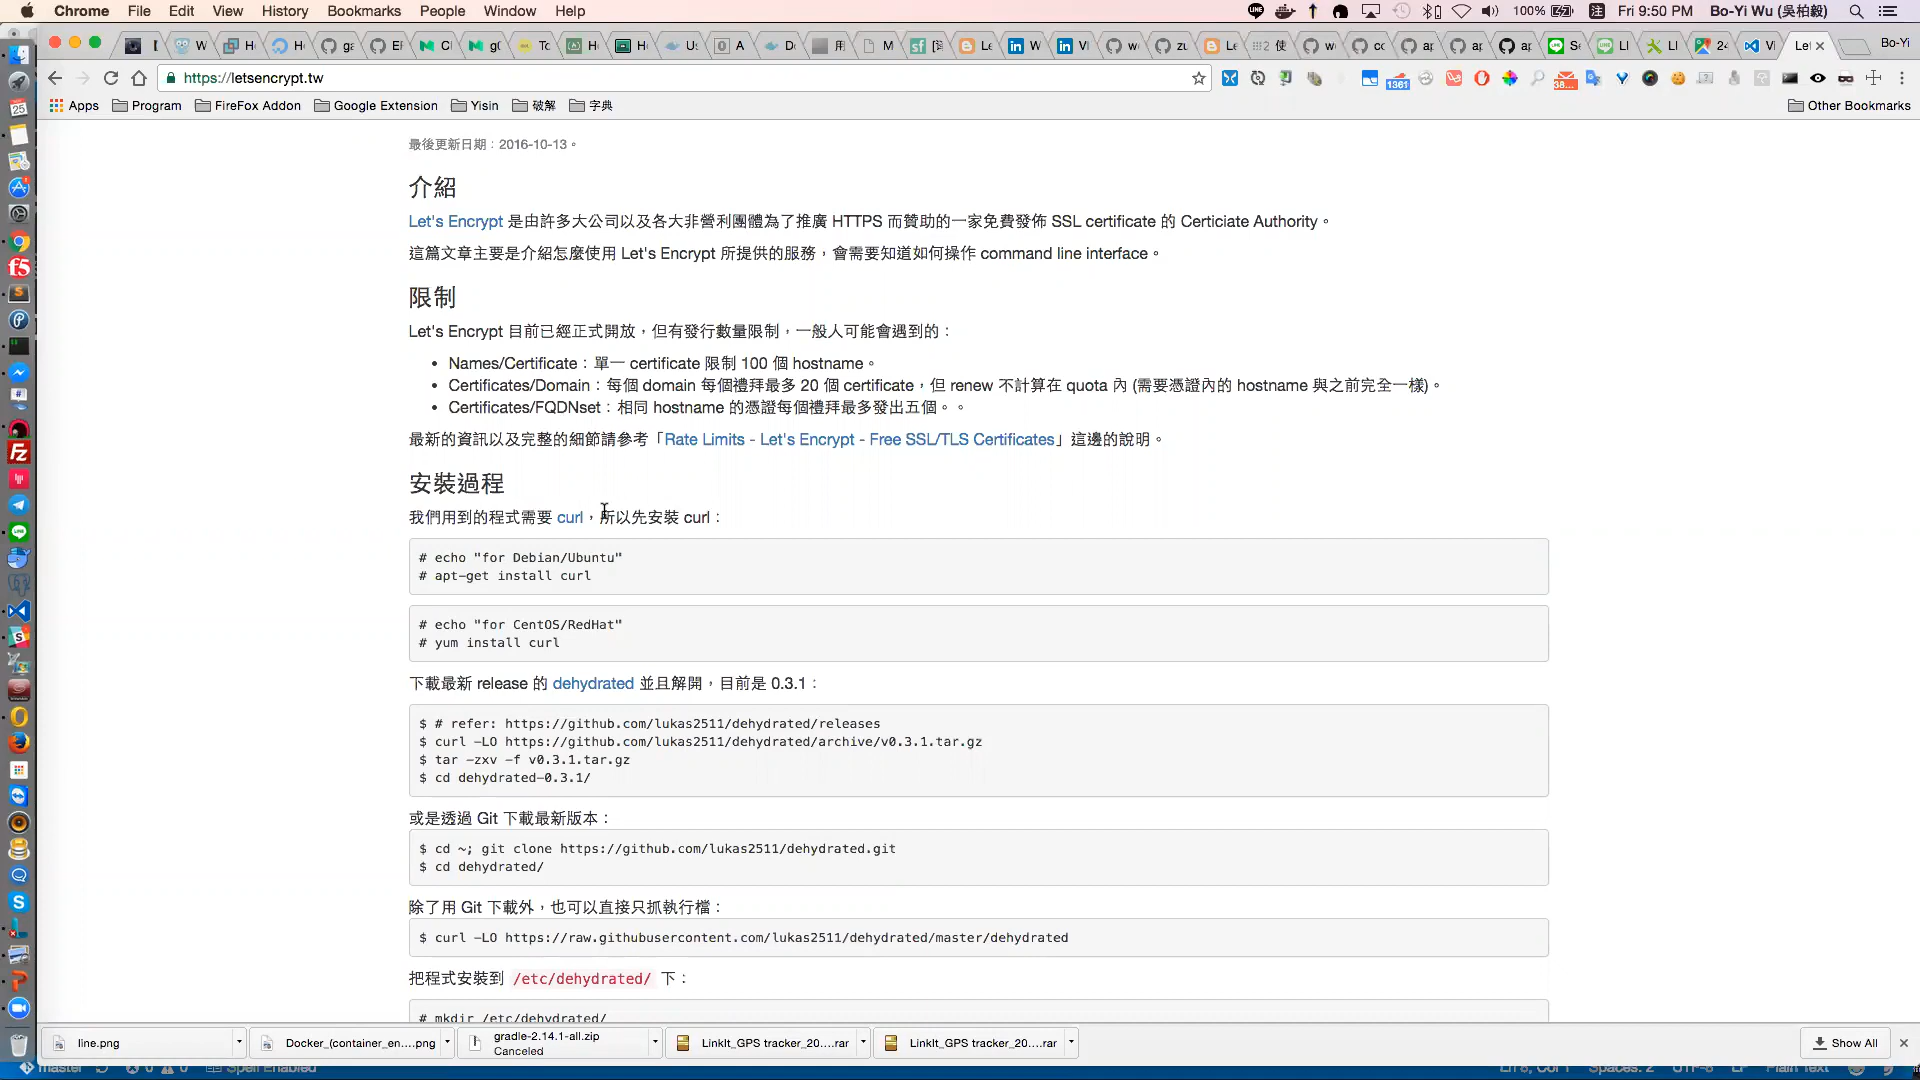 Chrome File Edit View History Bookmarks People Window Help 100% Fri 9:50 PM Bo-Yi Wu (吳柏毅)
Bo-Yi
https://letsencrypt.tw
1361
Apps Program FireFox Addon Google Extension Yisin 破解 字典 Other Bookmarks
最後更新日期：2016-10-13。
介紹
Let's Encrypt 是由許多大公司以及各大非營利團體為了推廣 HTTPS 而贊助的一家免費發佈 SSL certificate 的 Certiciate Authority。
這篇文章主要是介紹怎麼使用 Let's Encrypt 所提供的服務，會需要知道如何操作 command line interface。
限制
Let's Encrypt 目前已經正式開放，但有發行數量限制，一般人可能會遇到的：
• Names/Certificate：單一 certificate 限制 100 個 hostname。
• Certificates/Domain：每個 domain 每個禮拜最多 20 個 certificate，但 renew 不計算在 quota 內 (需要憑證內的 hostname 與之前完全一樣)。
• Certificates/FQDNset：相同 hostname 的憑證每個禮拜最多發出五個。。
最新的資訊以及完整的細節請參考「Rate Limits - Let's Encrypt - Free SSL/TLS Certificates」這邊的說明。
安裝過程
我們用到的程式需要 curl，所以先安裝 curl：
# echo "for Debian/Ubuntu"
# apt-get install curl
# echo "for CentOS/RedHat"
# yum install curl
下載最新 release 的 dehydrated 並且解開，目前是 0.3.1：
$ # refer: https://github.com/lukas2511/dehydrated/releases
$ curl -LO https://github.com/lukas2511/dehydrated/archive/v0.3.1.tar.gz
$ tar -zxv -f v0.3.1.tar.gz
$ cd dehydrated-0.3.1/
或是透過 Git 下載最新版本：
$ cd ~; git clone https://github.com/lukas2511/dehydrated.git
$ cd dehydrated/
除了用 Git 下載外，也可以直接只抓執行檔：
$ curl -LO https://raw.githubusercontent.com/lukas2511/dehydrated/master/dehydrated
把程式安裝到 /etc/dehydrated/ 下：
# mkdir /etc/dehydrated/
line.png Docker_(container_en....png gradle-2.14.1-all.zip LinkIt_GPS tracker_20....rar LinkIt_GPS tracker_20....rar Show All
Canceled